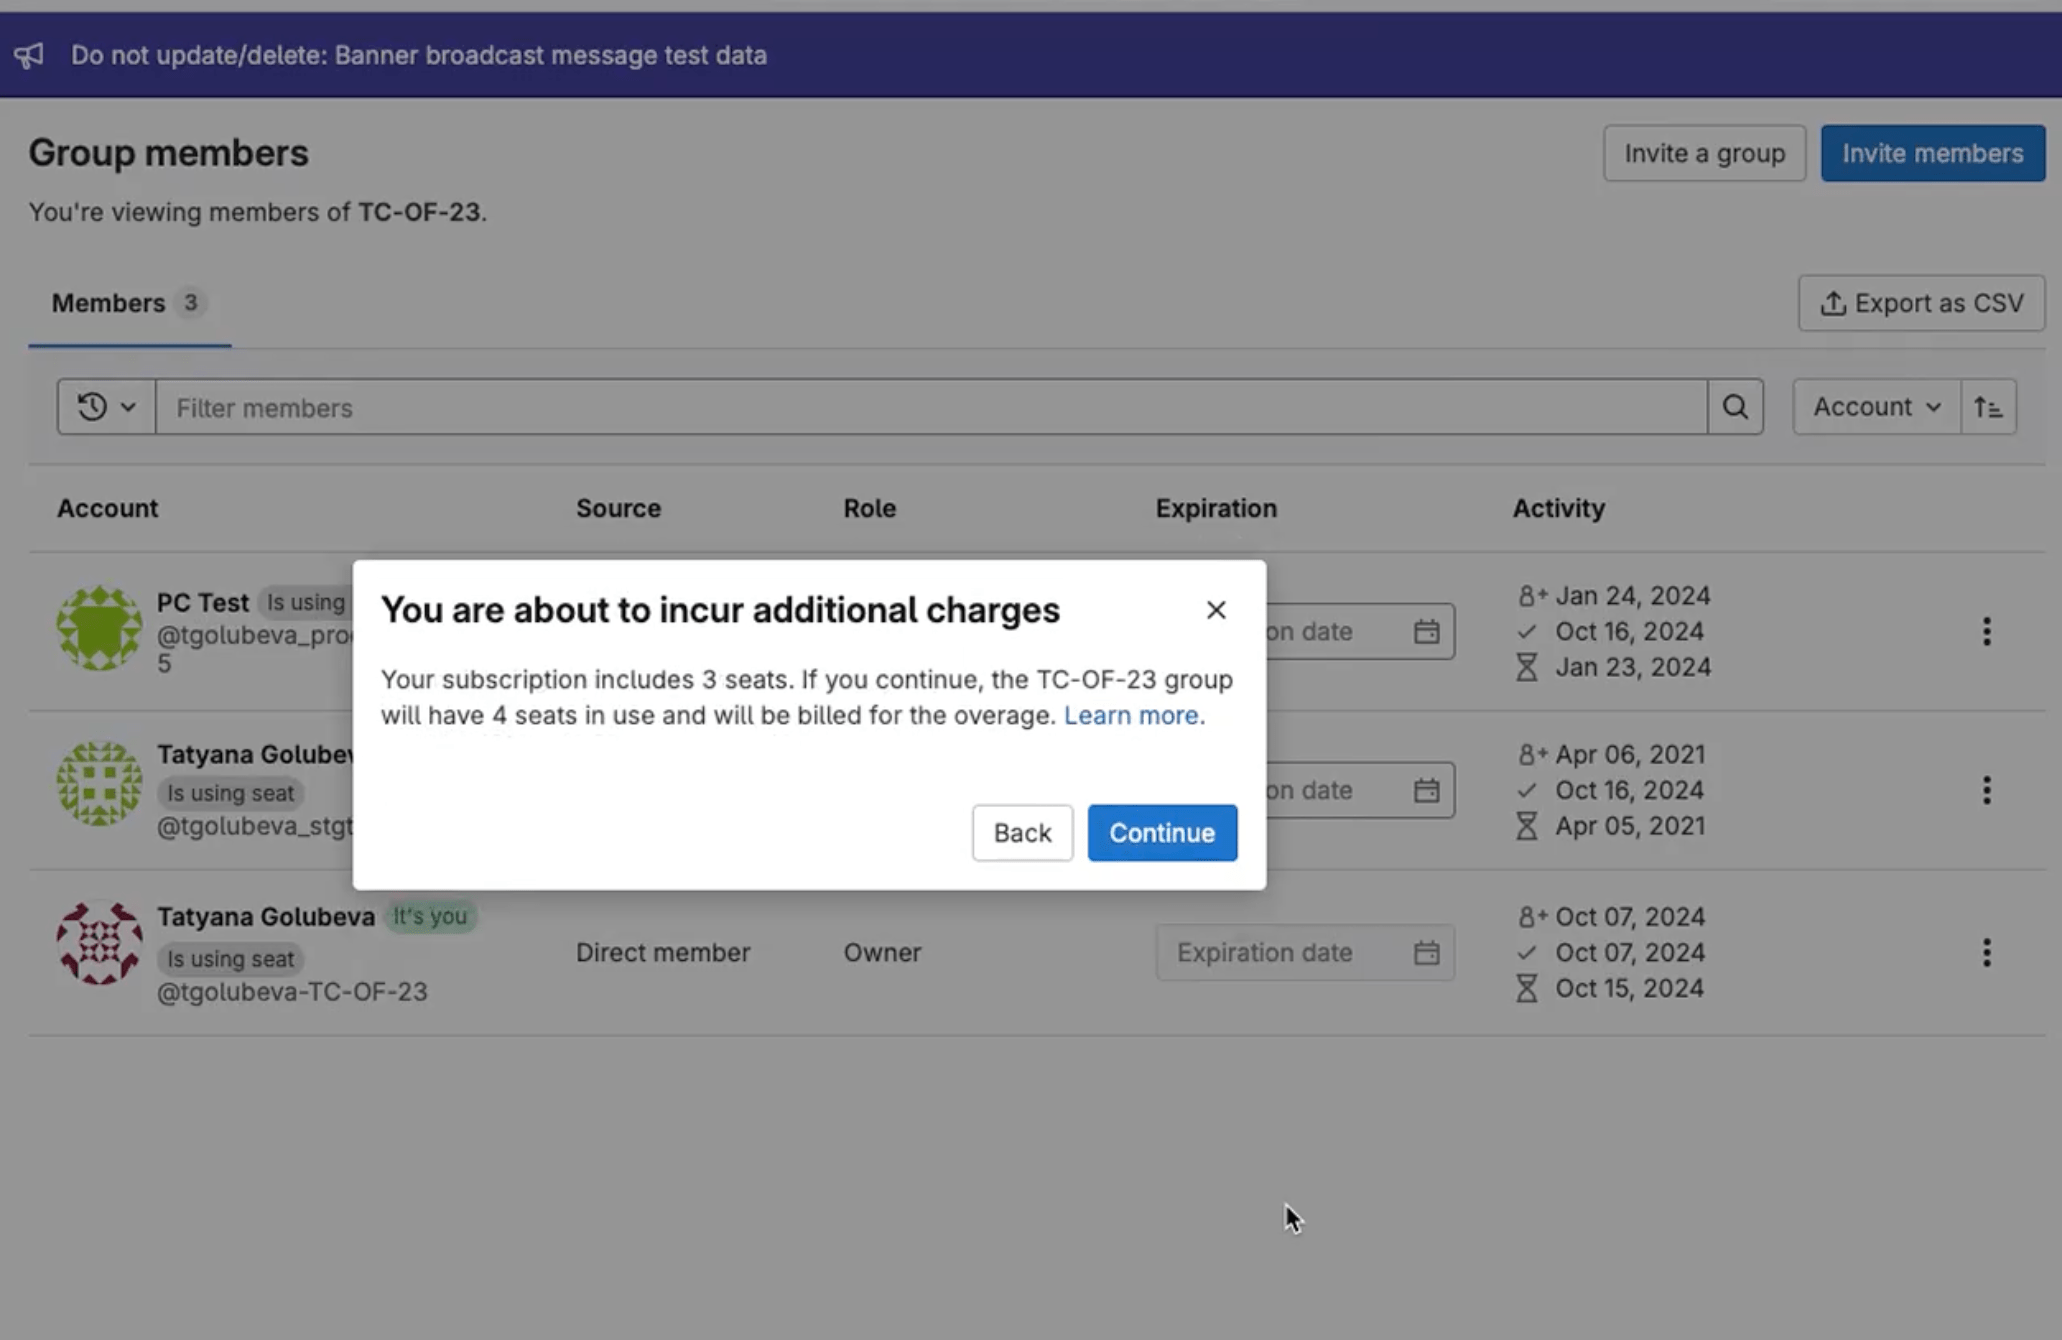 Do not update/delete: Banner broadcast message test data
Group members
Invite a group
Invite members
You're viewing members of TC-OF-23.
Members 3
Export as CSV
Filter members
Account
Account Source Role Expiration Activity
PC Test Is using
@tgolubeva_pro
5
on date
Jan 24, 2024
Oct 16, 2024
Jan 23, 2024
You are about to incur additional charges
Your subscription includes 3 seats. If you continue, the TC-OF-23 group
will have 4 seats in use and will be billed for the overage. Learn more.
Back
Continue
Tatyana Golubev
Is using seat
@tgolubeva_stgt
on date
Apr 06, 2021
Oct 16, 2024
Apr 05, 2021
Tatyana Golubeva It's you
Is using seat
@tgolubeva-TC-OF-23
Direct member
Owner
Expiration date
Oct 07, 2024
Oct 07, 2024
Oct 15, 2024